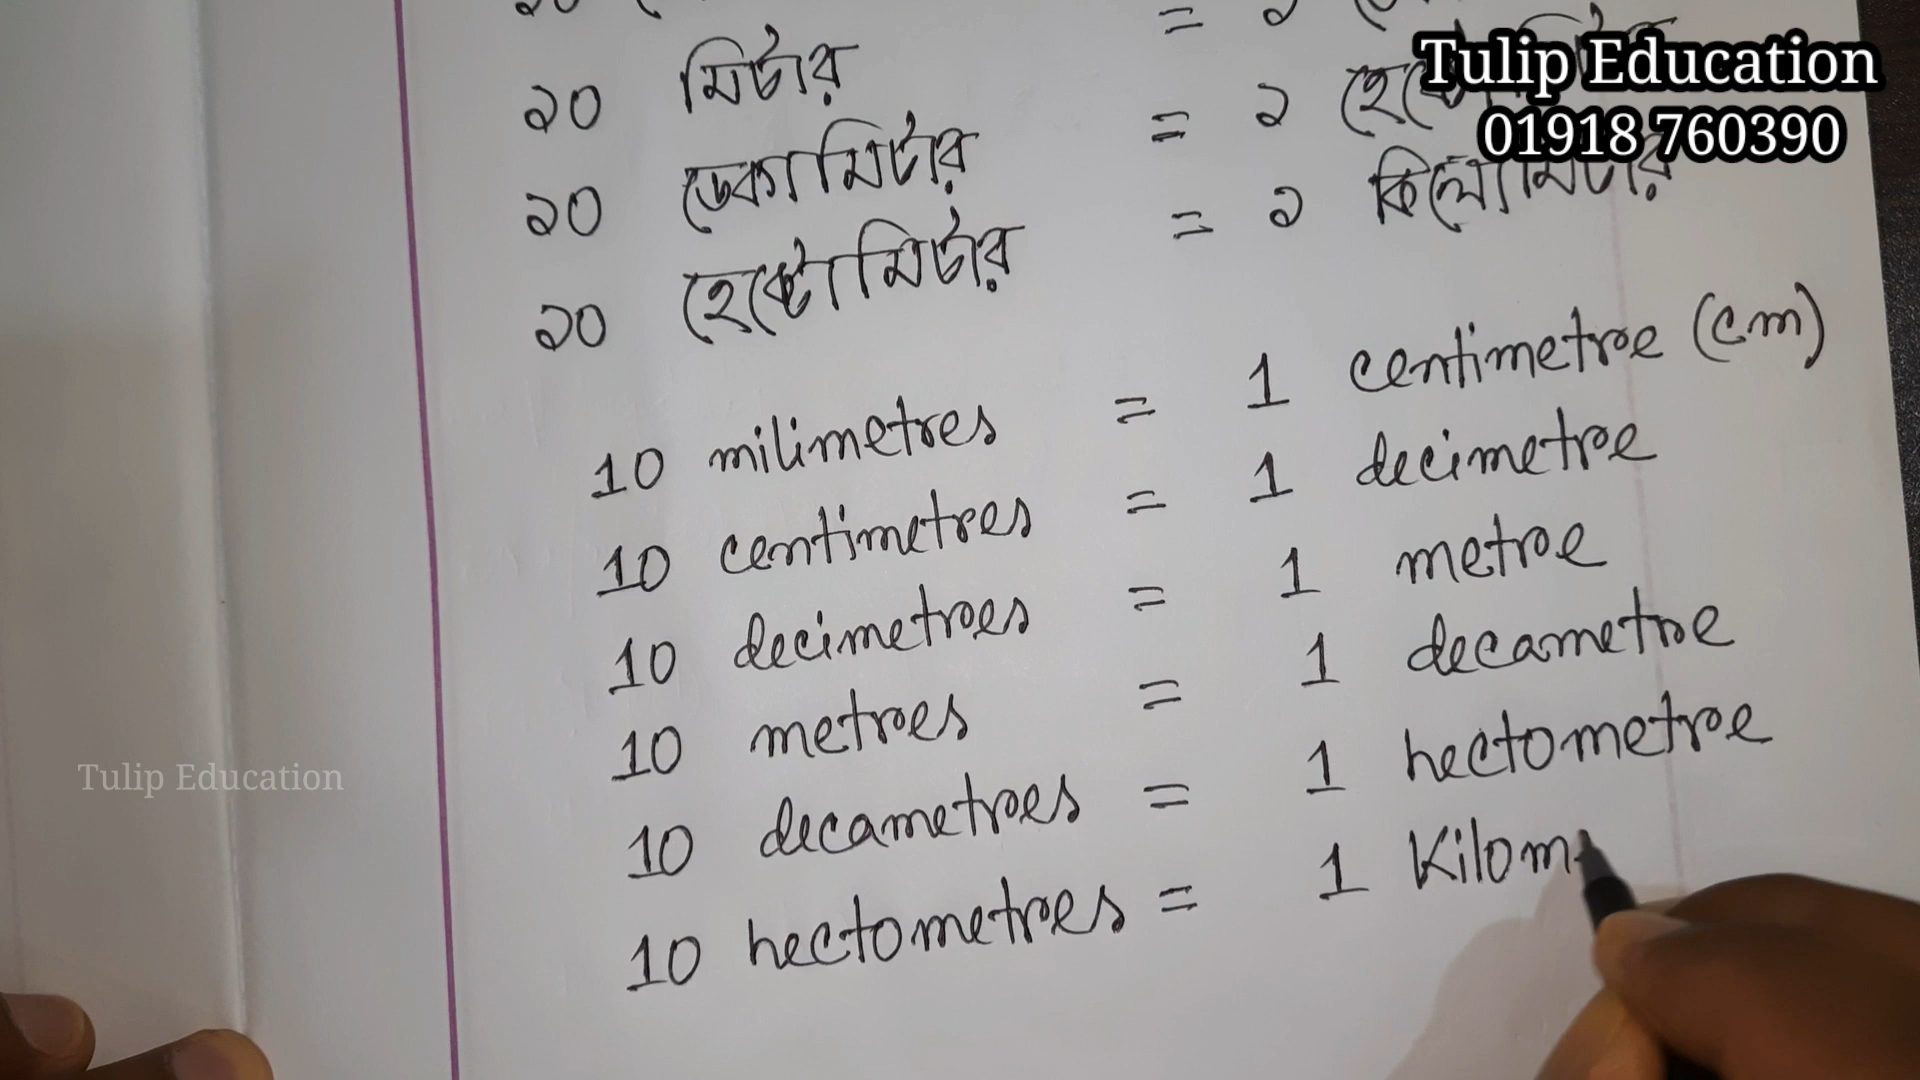 ১০ মিটার = ১
Tulip Education
01918 760390
১০ ডেকামিটার = ১
১০ হেক্টোমিটার = ১ কিলোমিটার
10 milimetres = 1 centimetre (cm)
10 centimetres = 1 decimetre
10 decimetres = 1 metre
10 metres = 1 decametre
10 decametres = 1 hectometre
10 hectometres = 1 Kilom
Tulip Education